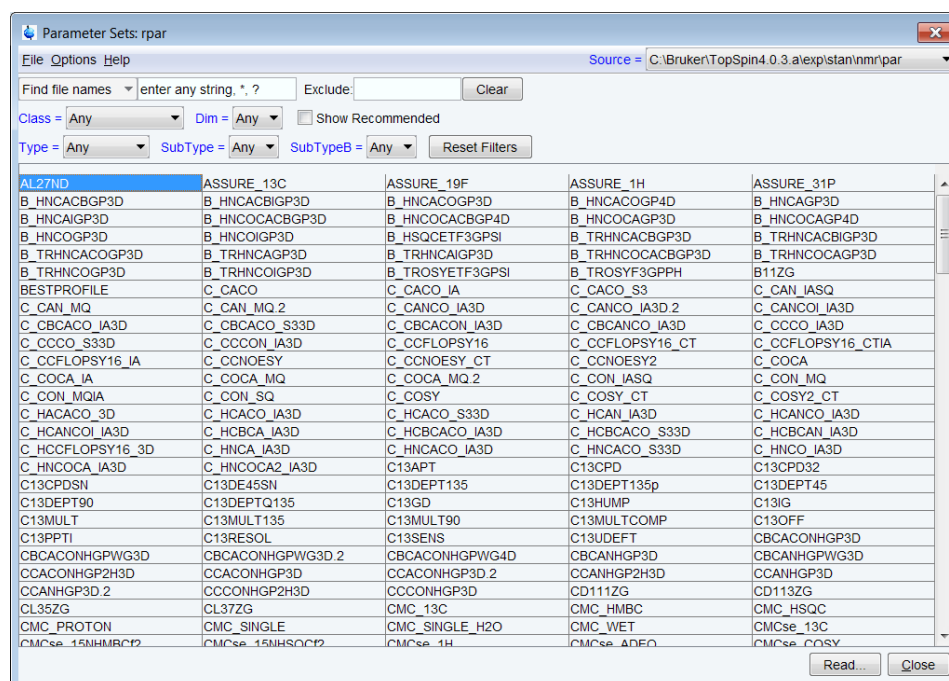 Parameter Sets: rpar
File Options Help Source = C:\Bruker\TopSpin4.0.3.a\exp\stan\nmr\par
Find file names enter any string, *, ? Exclude: Clear
Class = Any Dim = Any Show Recommended
Type = Any SubType = Any SubTypeB = Any Reset Filters
AL27ND ASSURE_13C ASSURE_19F ASSURE_1H ASSURE_31P
B_HNCACBGP3D B_HNCACBIGP3D B_HNCACOGP3D B_HNCACOGP4D B_HNCAGP3D
B_HNCAIGP3D B_HNCOCACBGP3D B_HNCOCACBGP4D B_HNCOCAGP3D B_HNCOCAGP4D
B_HNCOGP3D B_HNCOIGP3D B_HSQCETF3GPSI B_TRHNCACBGP3D B_TRHNCACBIGP3D
B_TRHNCACOGP3D B_TRHNCAGP3D B_TRHNCAIGP3D B_TRHNCOCACBGP3D B_TRHNCOCAGP3D
B_TRHNCOGP3D B_TRHNCOIGP3D B_TROSYETF3GPSI B_TROSYF3GPPH B11ZG
BESTPROFILE C_CACO C_CACO_IA C_CACO_S3 C_CAN_IASQ
C_CAN_MQ C_CAN_MQ.2 C_CANCO_IA3D C_CANCO_IA3D.2 C_CANCOI_IA3D
C_CBCACO_IA3D C_CBCACO_S33D C_CBCACON_IA3D C_CBCANCO_IA3D C_CCCO_IA3D
C_CCCO_S33D C_CCCON_IA3D C_CCFLOPSY16 C_CCFLOPSY16_CT C_CCFLOPSY16_CTIA
C_CCFLOPSY16_IA C_CCNOESY C_CCNOESY_CT C_CCNOESY2 C_COCA
C_COCA_IA C_COCA_MQ C_COCA_MQ.2 C_CON_IASQ C_CON_MQ
C_CON_MQIA C_CON_SQ C_COSY C_COSY_CT C_COSY2_CT
C_HACACO_3D C_HCACO_IA3D C_HCACO_S33D C_HCAN_IA3D C_HCANCO_IA3D
C_HCANCOI_IA3D C_HCBCA_IA3D C_HCBCACO_IA3D C_HCBCACO_S33D C_HCBCAN_IA3D
C_HCCFLOPSY16_3D C_HNCA_IA3D C_HNCACO_IA3D C_HNCACO_S33D C_HNCO_IA3D
C_HNCOCA_IA3D C_HNCOCA2_IA3D C13APT C13CPD C13CPD32
C13CPDSN C13DE45SN C13DEPT135 C13DEPT135p C13DEPT45
C13DEPT90 C13DEPTQ135 C13GD C13HUMP C13IG
C13MULT C13MULT135 C13MULT90 C13MULTCOMP C13OFF
C13PPTI C13RESOL C13SENS C13UDEFT CBCACONHGP3D
CBCACONHGPWG3D CBCACONHGPWG3D.2 CBCACONHGPWG4D CBCANHGP3D CBCANHGPWG3D
CCACONHGP2H3D CCACONHGP3D CCACONHGP3D.2 CCANHGP2H3D CCANHGP3D
CCANHGP3D.2 CCCONHGP2H3D CCCONHGP3D CD111ZG CD113ZG
CL35ZG CL37ZG CMC_13C CMC_HMBC CMC_HSQC
CMC_PROTON CMC_SINGLE CMC_SINGLE_H2O CMC_WET CMCse_13C
CMCse_15NHMBCf2 CMCse_15NHSQCf2 CMCse_1H CMCse_ADEQ CMCse_COSY
Read... Close